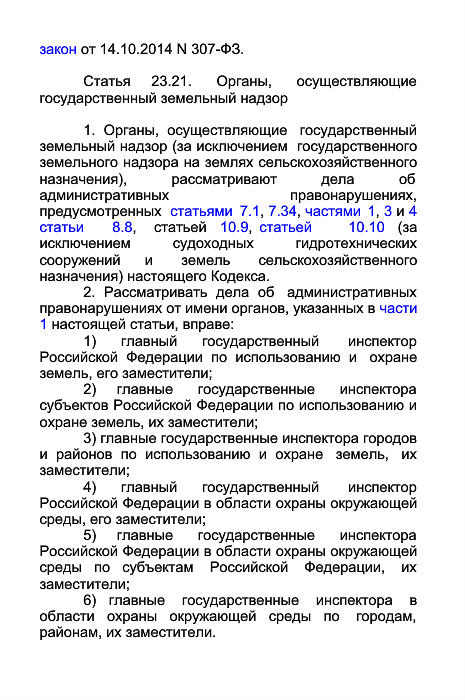 закон от 14.10.2014 N 307-ФЗ.
Статья 23.21. Органы, осуществляющие
государственный земельный надзор
1. Органы, осуществляющие государственный
земельный надзор (за исключением государственного
земельного надзора на землях сельскохозяйственного
назначения), рассматривают дела об
административных правонарушениях,
предусмотренных статьями 7.1, 7.34, частями 1, 3 и 4
статьи 8.8, статьей 10.9, статьей 10.10 (за
исключением судоходных гидротехнических
сооружений и земель сельскохозяйственного
назначения) настоящего Кодекса.
2. Рассматривать дела об административных
правонарушениях от имени органов, указанных в части
1 настоящей статьи, вправе:
1) главный государственный инспектор
Российской Федерации по использованию и охране
земель, его заместители;
2) главные государственные инспектора
субъектов Российской Федерации по использованию и
охране земель, их заместители;
3) главные государственные инспектора городов
и районов по использованию и охране земель, их
заместители;
4) главный государственный инспектор
Российской Федерации в области охраны окружающей
среды, его заместители;
5) главные государственные инспектора
Российской Федерации в области охраны окружающей
среды по субъектам Российской Федерации, их
заместители;
6) главные государственные инспектора в
области охраны окружающей среды по городам,
районам, их заместители.